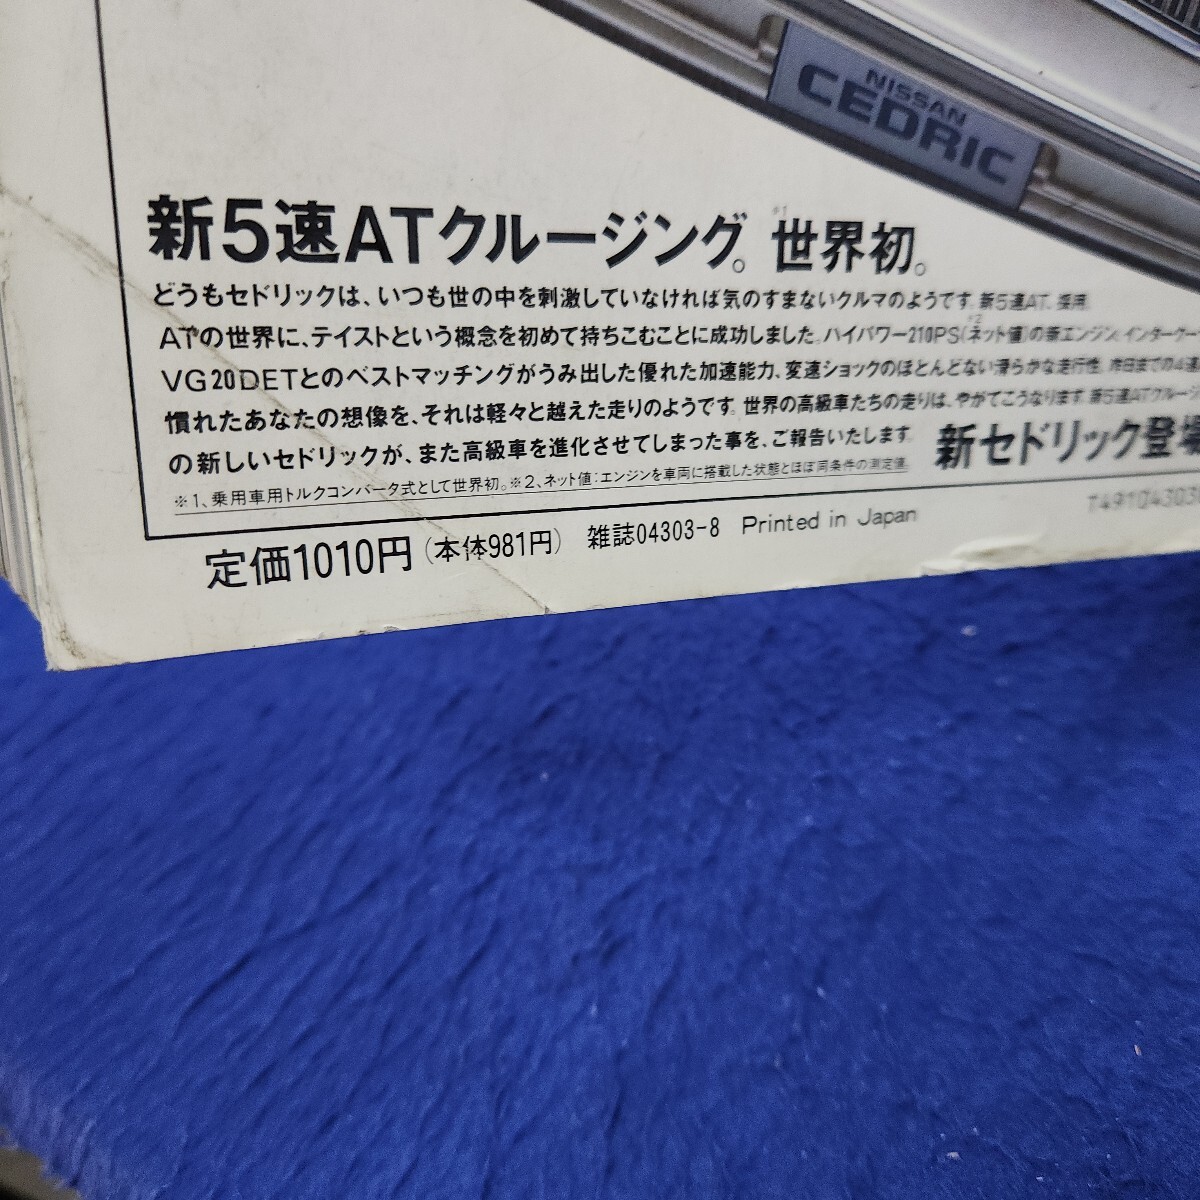 NISSAN
CEDRIC
新5速ATクルージング。世界初。
※1
どうもセドリックは、いつも世の中を刺激していなければ気のすまないクルマのようです。新5速AT、採用。
ATの世界に、テイストという概念を初めて持ちこむことに成功しました。ハイパワー210PS(ネット値)の新エンジン、インタークーラー
※2
VG20DETとのベストマッチングがうみ出した優れた加速能力、変速ショックのほとんどない滑らかな走行性。昨日までの4速
慣れたあなたの想像を、それは軽々と越えた走りのようです。世界の高級車たちの走りは、やがてこうなります。新5速ATクルージ
の新しいセドリックが、また高級車を進化させてしまった事を、ご報告いたします。 新セドリック登場
※1、乗用車用トルクコンバータ式として世界初。※2、ネット値:エンジンを車両に搭載した状態とほぼ同条件の測定値。
定価1010円(本体981円) 雑誌04303-8 Printed in Japan T49104303